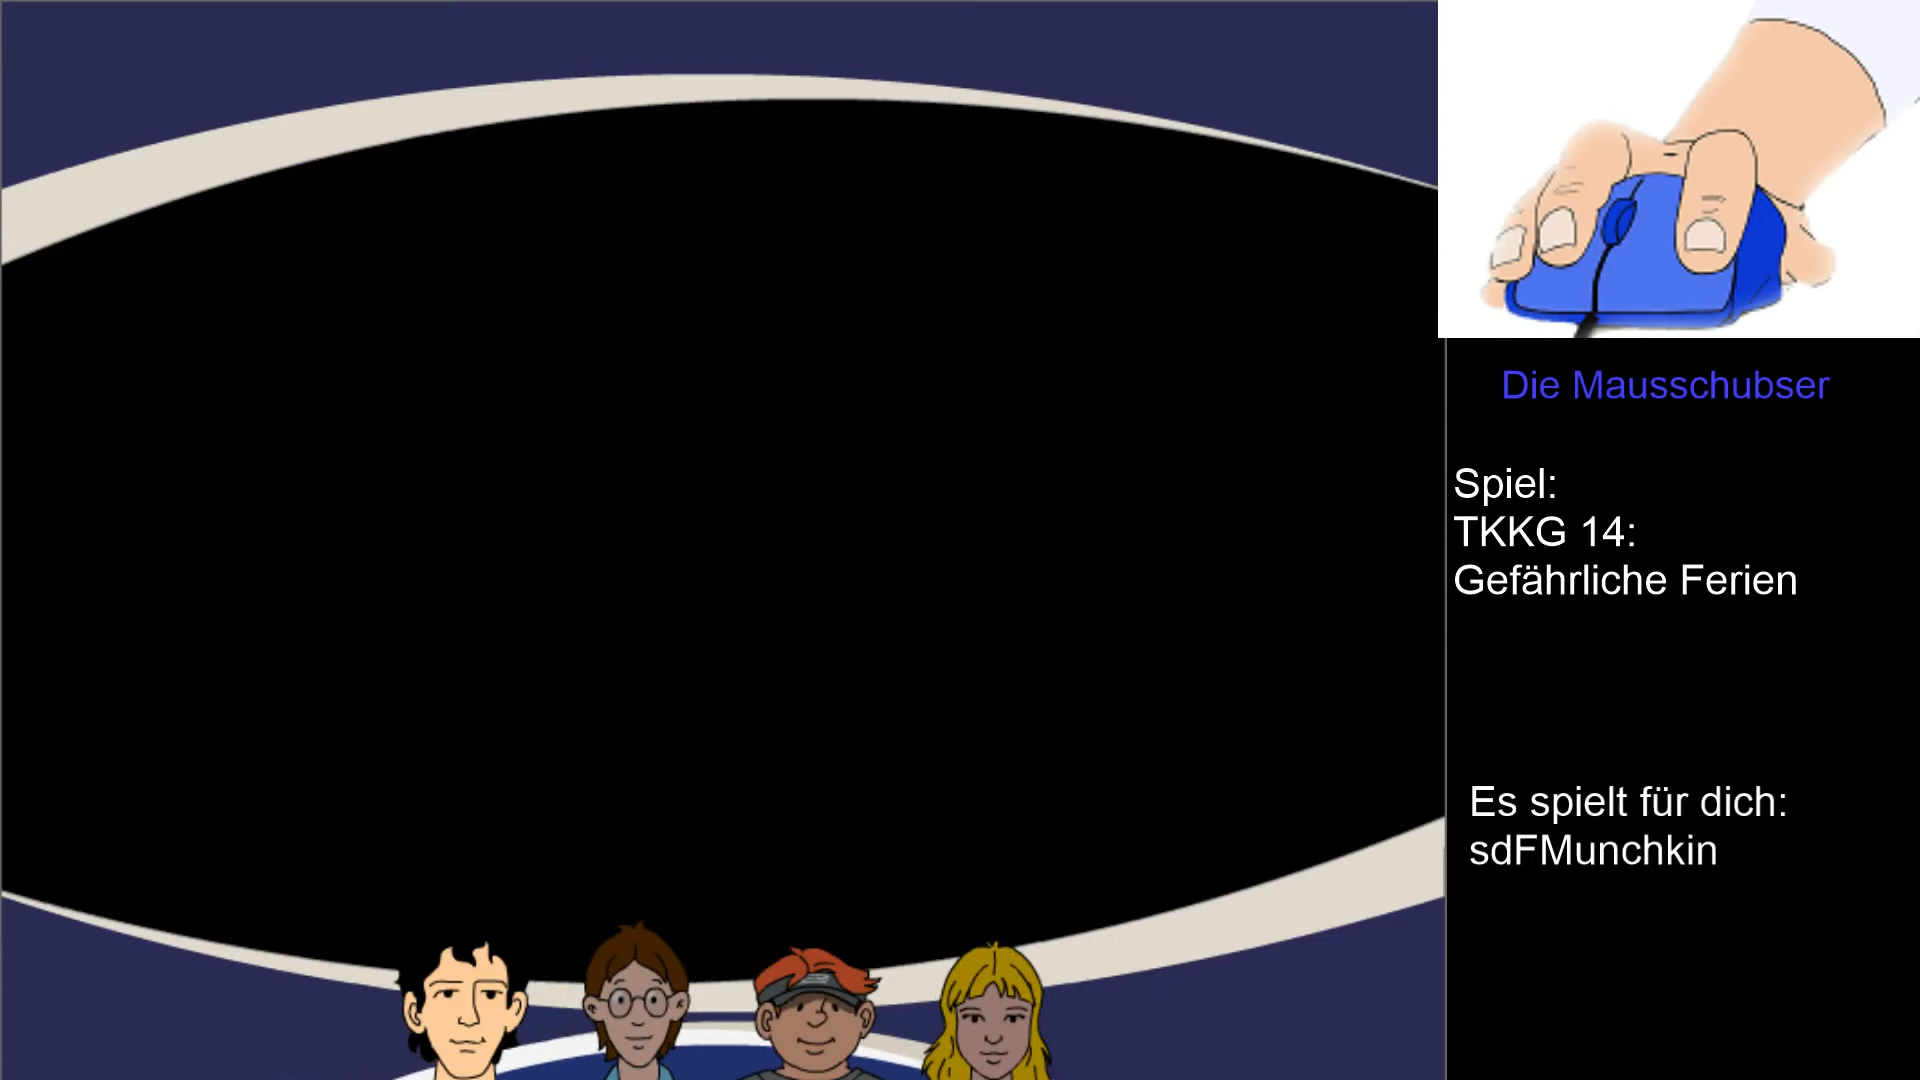 Die Mausschubser
Spiel:
TKKG 14:
Gefährliche Ferien
Es spielt für dich:
sdFMunchkin